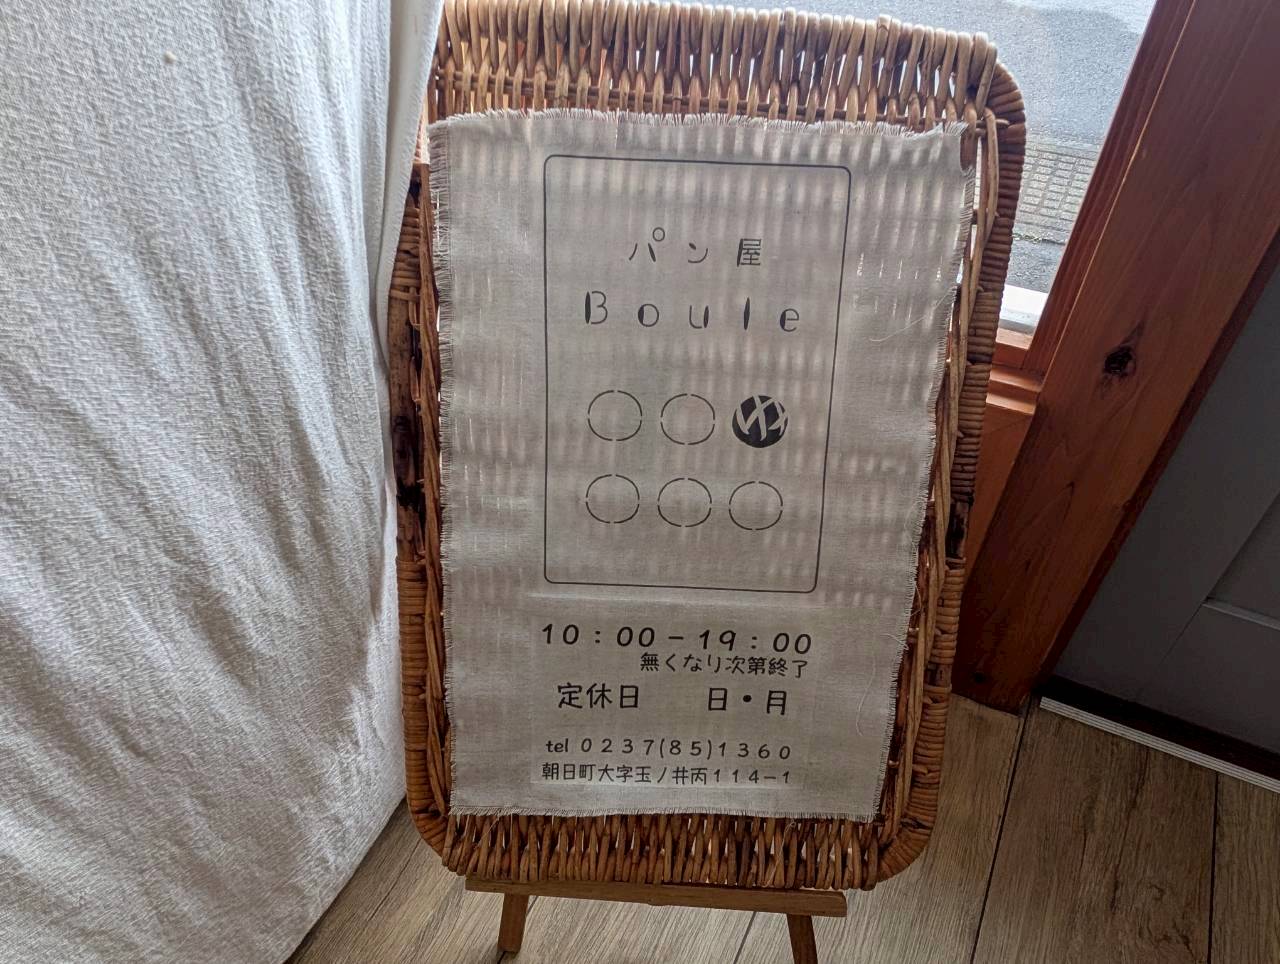 パン屋
Boule
10:00-19:00
無くなり次第終了
定休日 日・月
tel 0237(85)1360
朝日町大字玉ノ井丙114-1